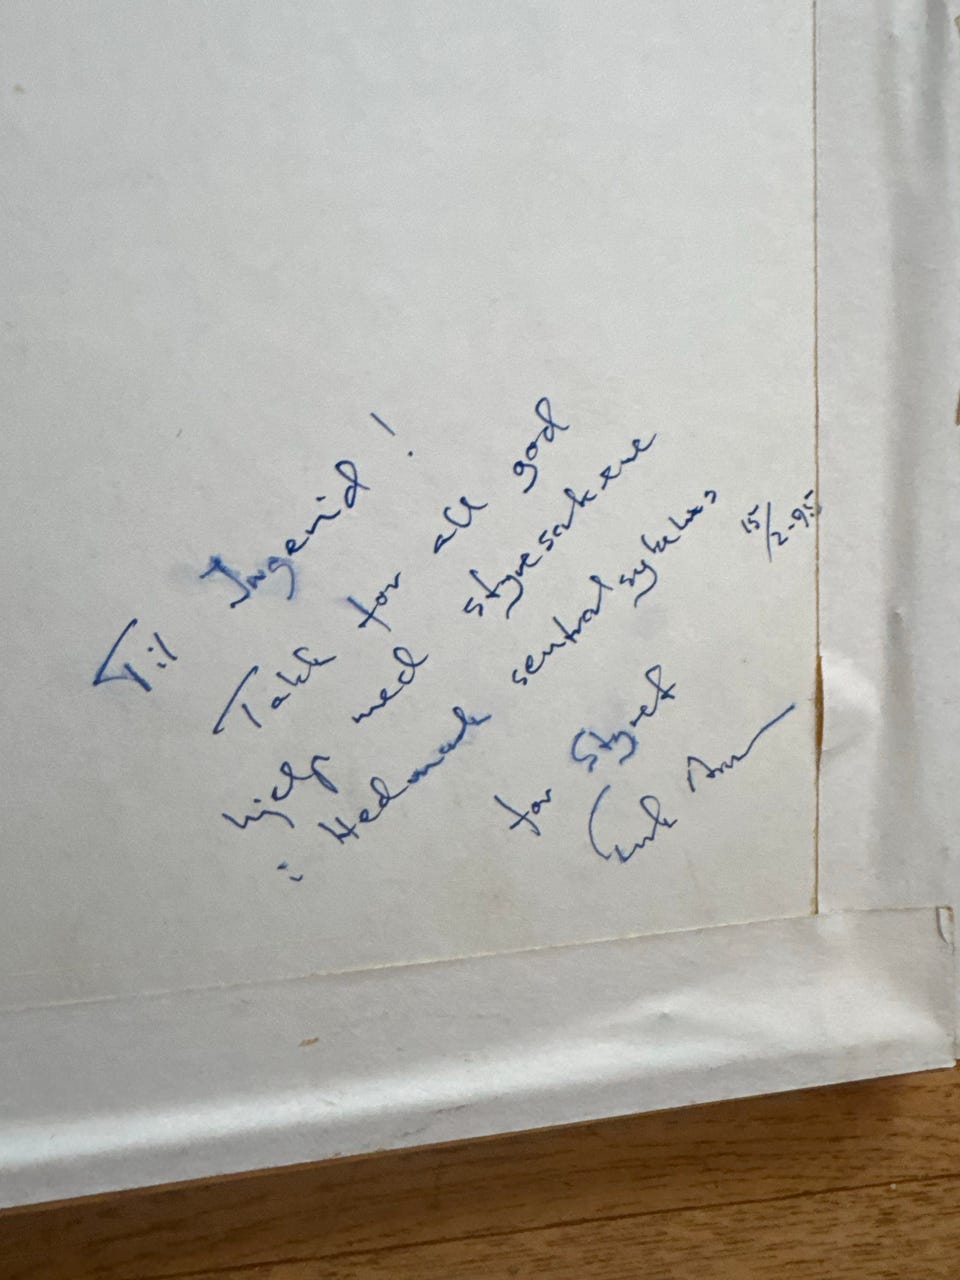 Til Ingerid!
Takk for all god
hjelp med styresakene
i Hedmark sentralsykehus
15/2-95
for Styret